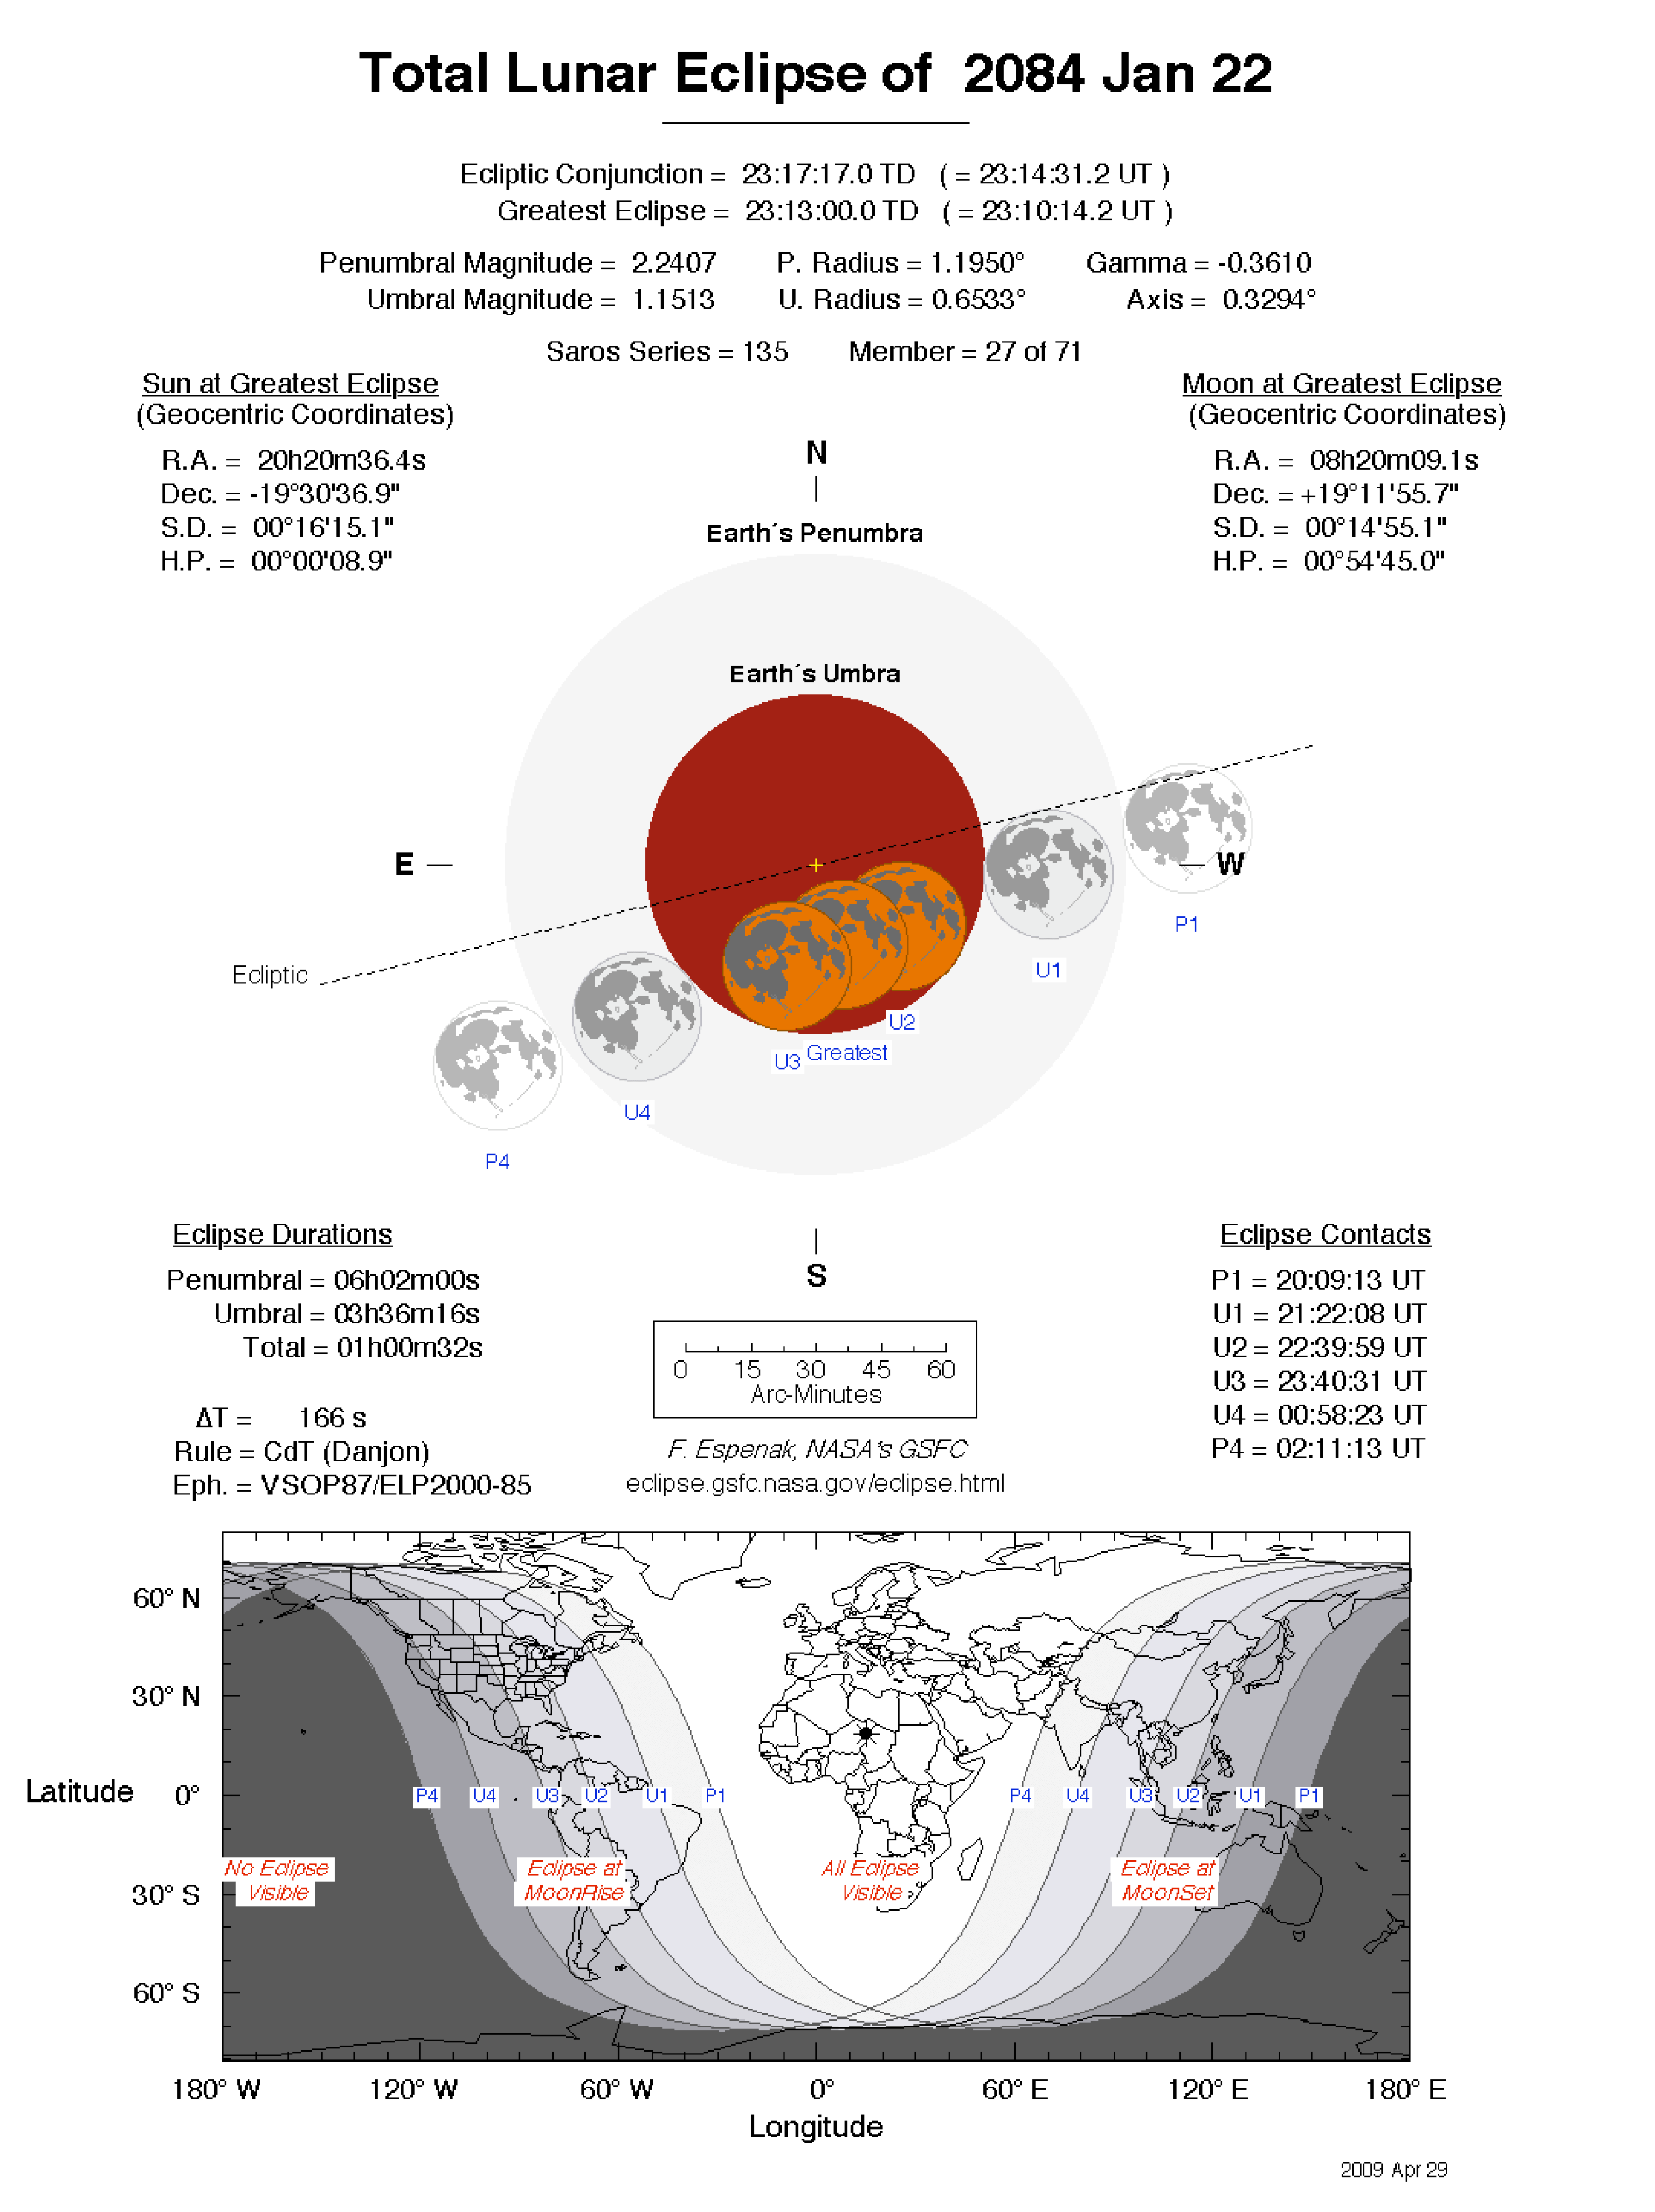 Total Lunar Eclipse of 2084 Jan 22
Ecliptic Conjunction = 23:17:17.0 TD ( = 23:14:31.2 UT )
Greatest Eclipse = 23:13:00.0 TD ( = 23:10:14.2 UT )
Penumbral Magnitude = 2.2407 P. Radius = 1.1950° Gamma = -0.3610
Umbral Magnitude = 1.1513 U. Radius = 0.6533° Axis = 0.3294°
Saros Series = 135 Member = 27 of 71
Sun at Greatest Eclipse
(Geocentric Coordinates)
R.A. = 20h20m36.4s
Dec. = -19°30'36.9"
S.D. = 00°16'15.1"
H.P. = 00°00'08.9"
Moon at Greatest Eclipse
(Geocentric Coordinates)
R.A. = 08h20m09.1s
Dec. = +19°11'55.7"
S.D. = 00°14'55.1"
H.P. = 00°54'45.0"
N
Earth´s Penumbra
Earth´s Umbra
E
W
P1
U1
Ecliptic
U2
Greatest
U3
U4
P4
S
Eclipse Durations
Penumbral = 06h02m00s
Umbral = 03h36m16s
Total = 01h00m32s
ΔT = 166 s
Rule = CdT (Danjon)
Eph. = VSOP87/ELP2000-85
0 15 30 45 60
Arc-Minutes
F. Espenak, NASA's GSFC
eclipse.gsfc.nasa.gov/eclipse.html
Eclipse Contacts
P1 = 20:09:13 UT
U1 = 21:22:08 UT
U2 = 22:39:59 UT
U3 = 23:40:31 UT
U4 = 00:58:23 UT
P4 = 02:11:13 UT
60° N
30° N
Latitude 0°
30° S
60° S
P4 U4 U3 U2 U1 P1 P4 U4 U3 U2 U1 P1
No Eclipse
Visible
Eclipse at
MoonRise
All Eclipse
Visible
Eclipse at
MoonSet
180° W 120° W 60° W 0° 60° E 120° E 180° E
Longitude
2009 Apr 29